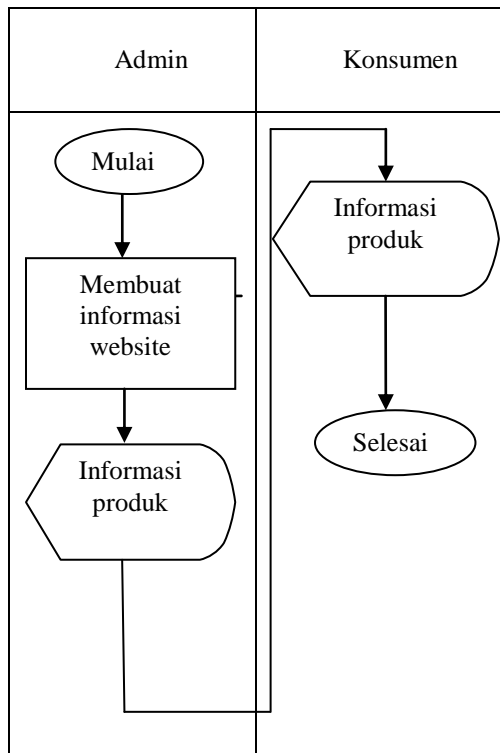 Admin
Konsumen
Mulai
Membuat
informasi
website
Informasi
produk
Informasi
produk
Selesai